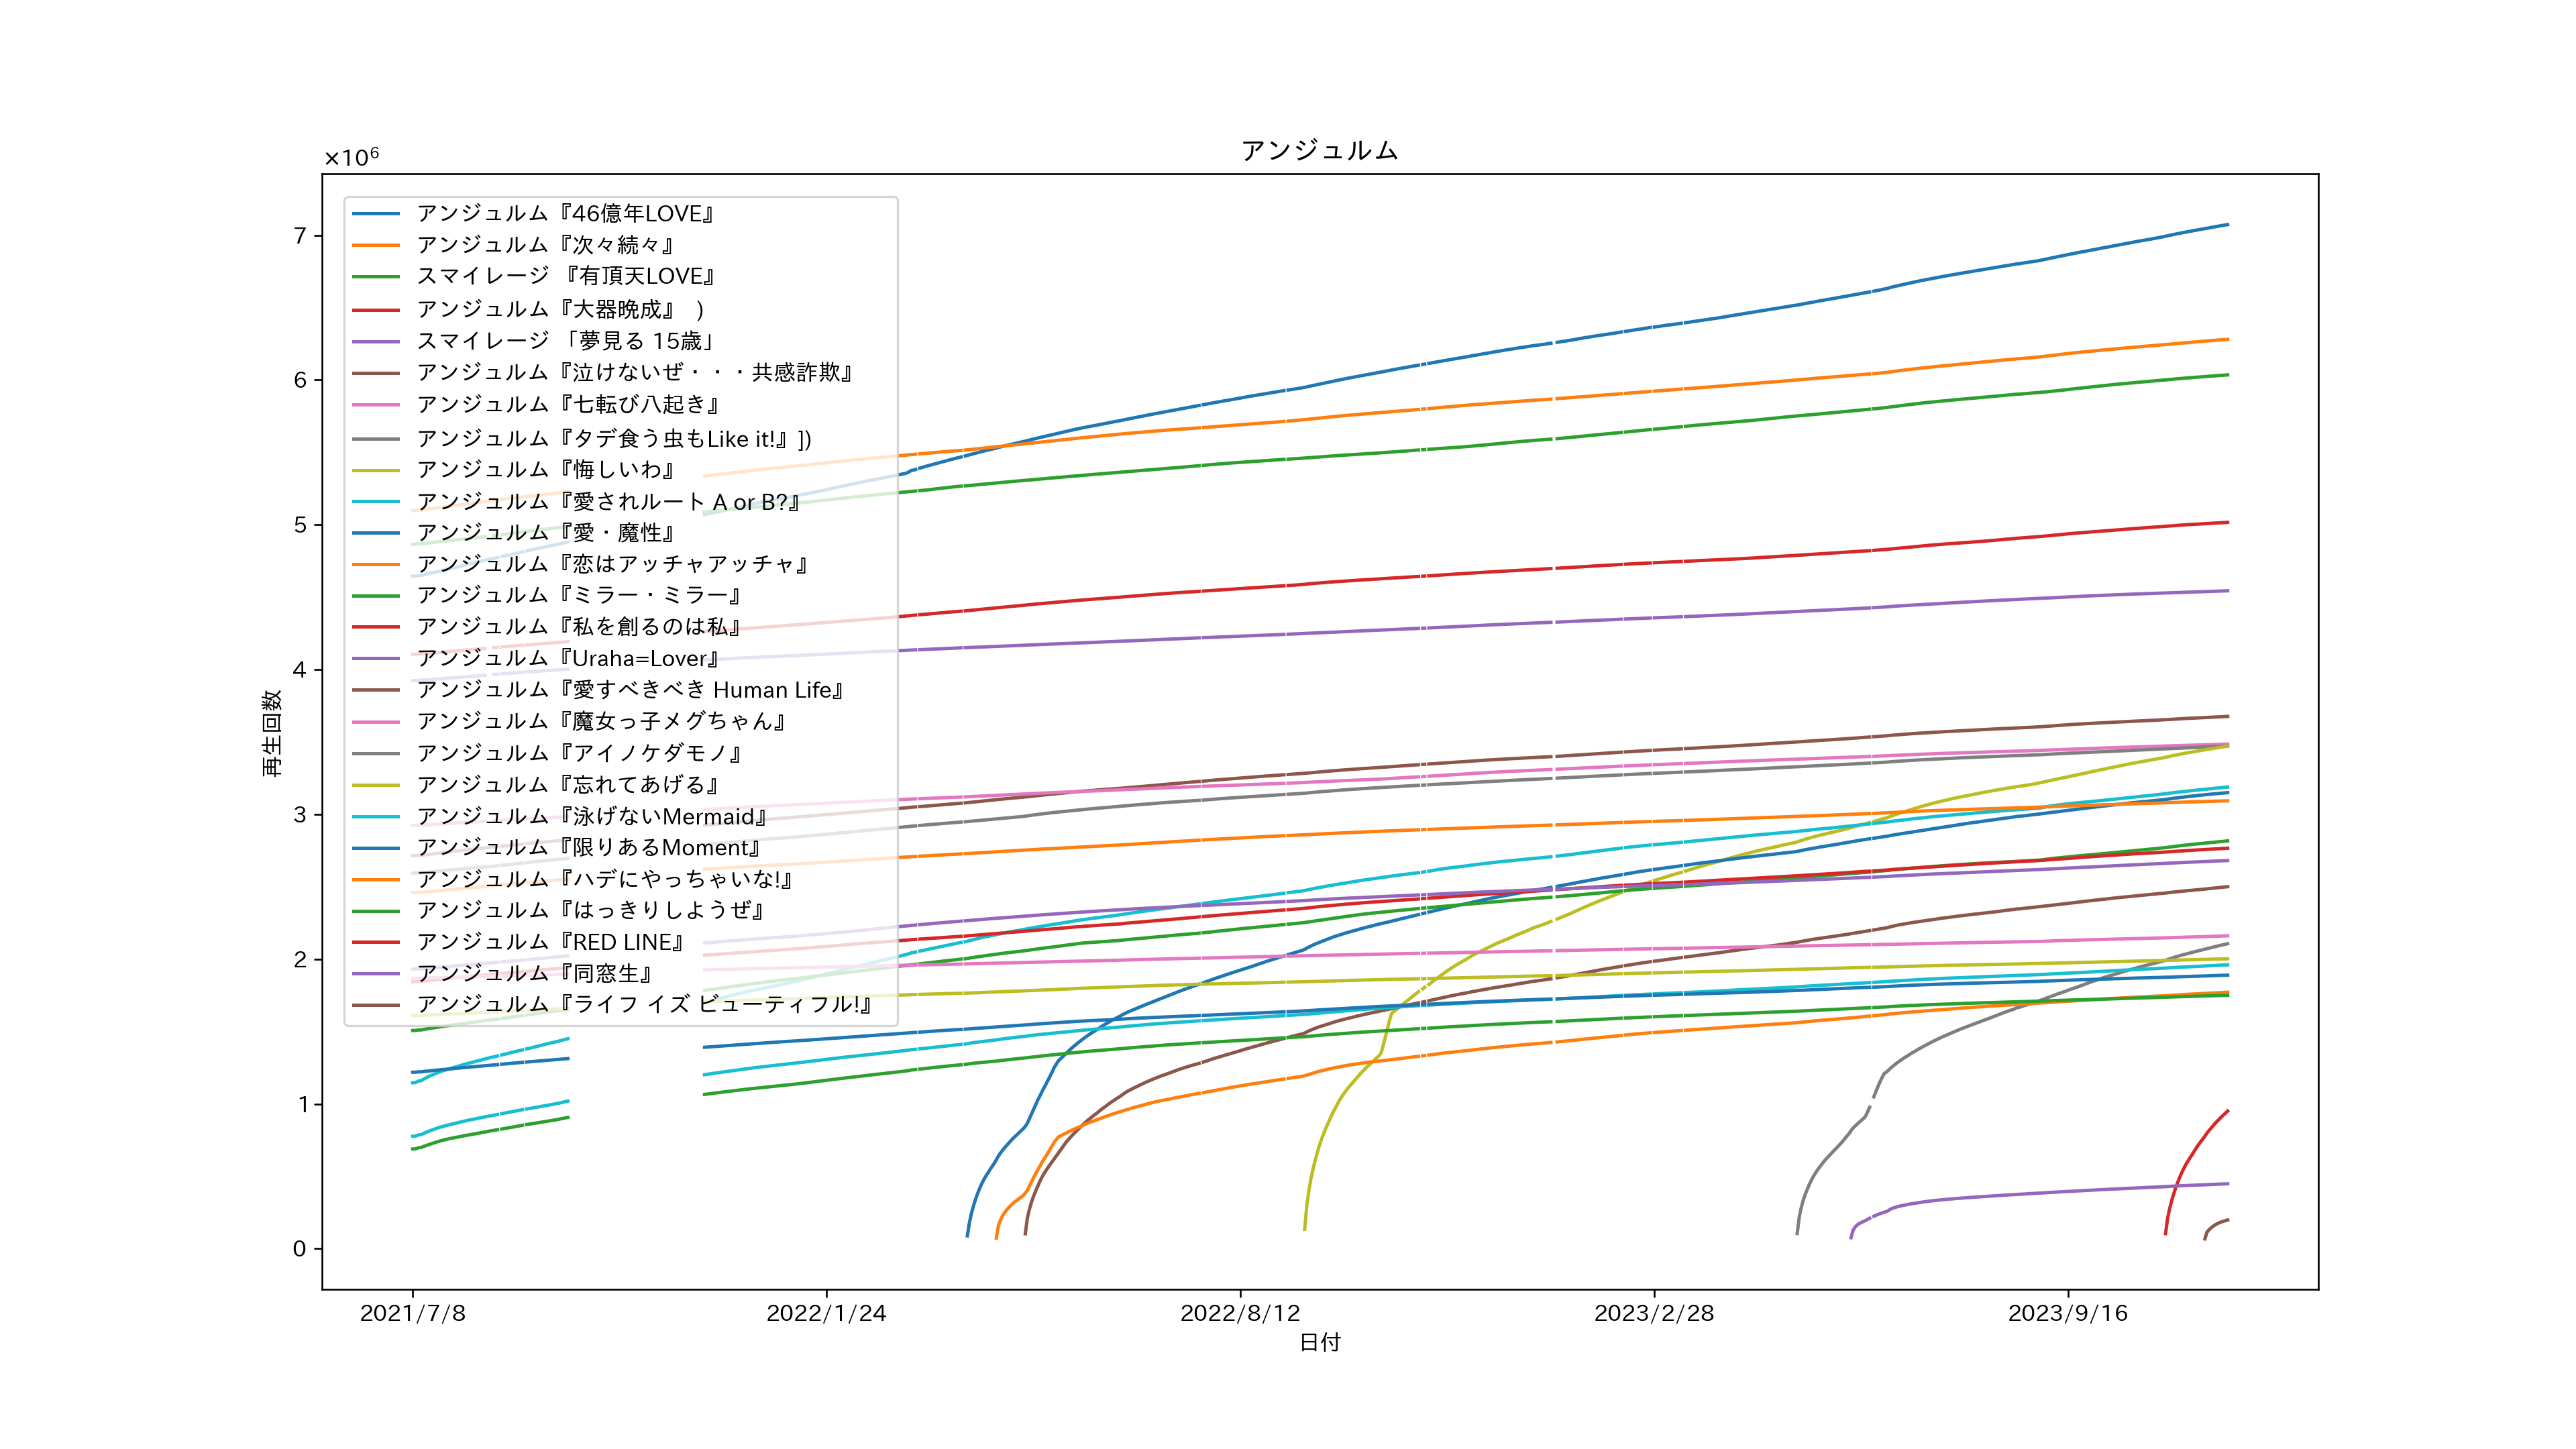 アンジュルム
×10⁶
アンジュルム『46億年LOVE』
アンジュルム『次々続々』
スマイレージ 『有頂天LOVE』
アンジュルム『大器晩成』 )
スマイレージ 「夢見る 15歳」
アンジュルム『泣けないぜ・・・共感詐欺』
アンジュルム『七転び八起き』
アンジュルム『タデ食う虫もLike it!』])
アンジュルム『悔しいわ』
アンジュルム『愛されルート A or B?』
アンジュルム『愛・魔性』
アンジュルム『恋はアッチャアッチャ』
アンジュルム『ミラー・ミラー』
アンジュルム『私を創るのは私』
アンジュルム『Uraha=Lover』
アンジュルム『愛すべきべき Human Life』
アンジュルム『魔女っ子メグちゃん』
アンジュルム『アイノケダモノ』
アンジュルム『忘れてあげる』
アンジュルム『泳げないMermaid』
アンジュルム『限りあるMoment』
アンジュルム『ハデにやっちゃいな!』
アンジュルム『はっきりしようぜ』
アンジュルム『RED LINE』
アンジュルム『同窓生』
アンジュルム『ライフ イズ ビューティフル!』
7
6
5
4
3
2
1
0
再生回数
2021/7/8
2022/1/24
2022/8/12
2023/2/28
2023/9/16
日付